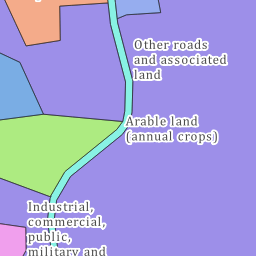 Other roads
and associated
land
Arable land
(annual crops)
Industrial,
commercial,
public,
military and